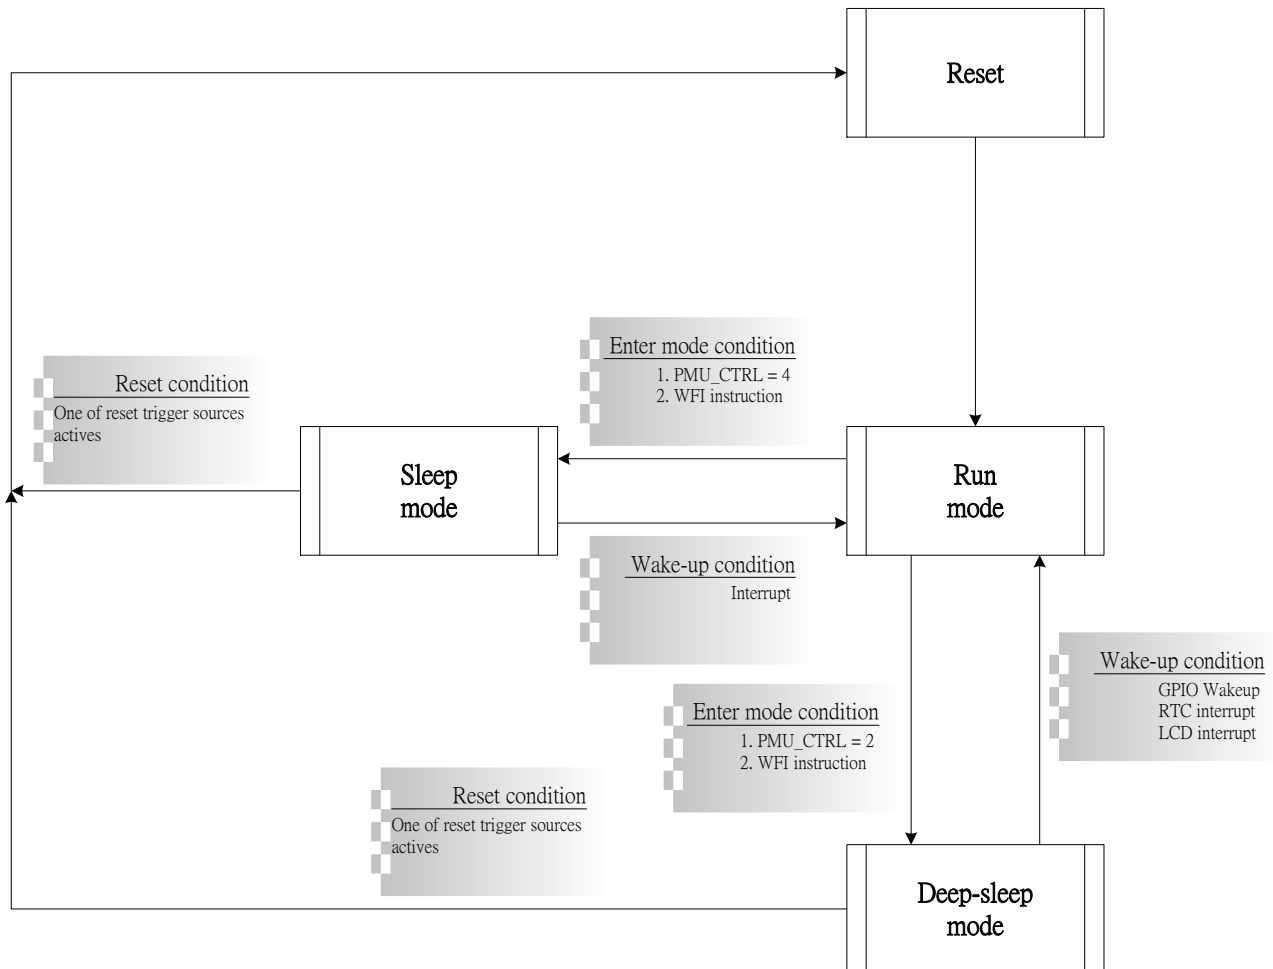 Reset
Enter mode condition
1. PMU_CTRL = 4
2. WFI instruction
Reset condition
One of reset trigger sources
actives
Sleep
mode
Run
mode
Wake-up condition
Interrupt
Wake-up condition
GPIO Wakeup
RTC interrupt
LCD interrupt
Enter mode condition
1. PMU_CTRL = 2
2. WFI instruction
Reset condition
One of reset trigger sources
actives
Deep-sleep
mode